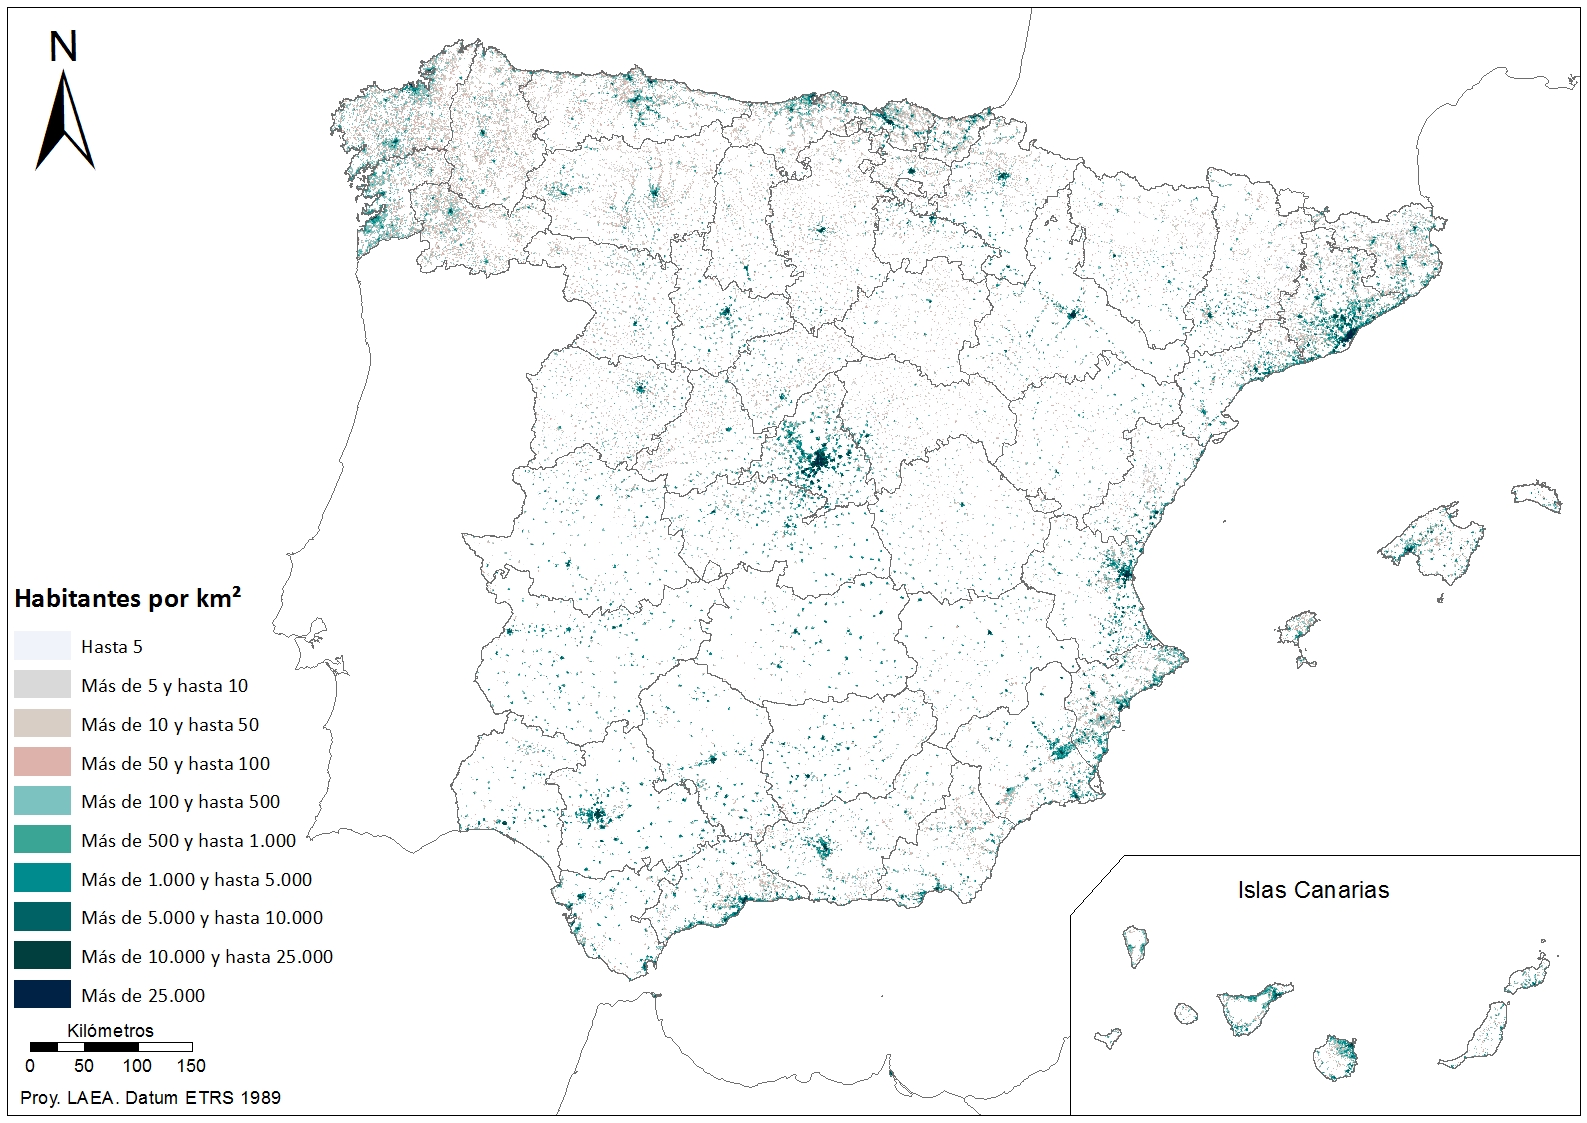 N
Habitantes por km²
Hasta 5
Más de 5 y hasta 10
Más de 10 y hasta 50
Más de 50 y hasta 100
Más de 100 y hasta 500
Más de 500 y hasta 1.000
Más de 1.000 y hasta 5.000
Más de 5.000 y hasta 10.000
Más de 10.000 y hasta 25.000
Más de 25.000
Kilómetros
0 50 100 150
Proy. LAEA. Datum ETRS 1989
Islas Canarias